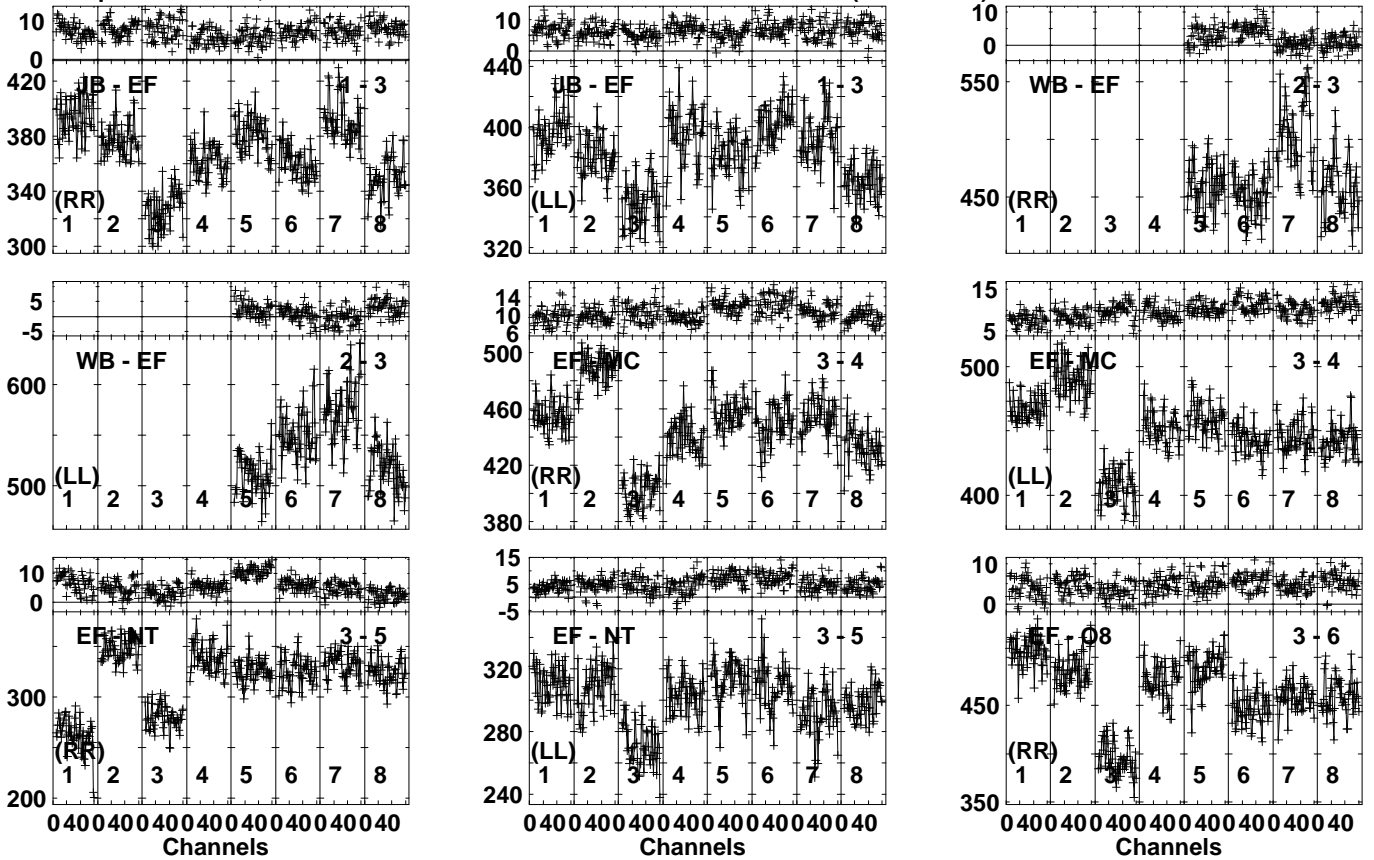 10
0
JB - EF 1 - 3
420
380
340
300
(RR)
1 2 3 4 5 6 7 8
10
0
JB - EF 1 - 3
440
400
360
320
(LL)
1 2 3 4 5 6 7 8
10
0
WB - EF 2 - 3
550
450
(RR)
1 2 3 4 5 6 7 8
5
-5
WB - EF 2 - 3
600
500
(LL)
1 2 3 4 5 6 7 8
14
10
6
EF - MC 3 - 4
500
460
420
380
(RR)
1 2 3 4 5 6 7 8
15
5
EF - MC 3 - 4
500
400
(LL)
1 2 3 4 5 6 7 8
10
0
EF - NT 3 - 5
300
200
(RR)
1 2 3 4 5 6 7 8
0 40 0 40 0 40 0 40 0 40 0 40 0 40 0 40
Channels
15
5
-5
EF - NT 3 - 5
320
280
240
(LL)
1 2 3 4 5 6 7 8
0 40 0 40 0 40 0 40 0 40 0 40 0 40 0 40
Channels
10
0
EF - O8 3 - 6
450
350
(RR)
1 2 3 4 5 6 7 8
0 40 0 40 0 40 0 40 0 40 0 40 0 40 0 40
Channels